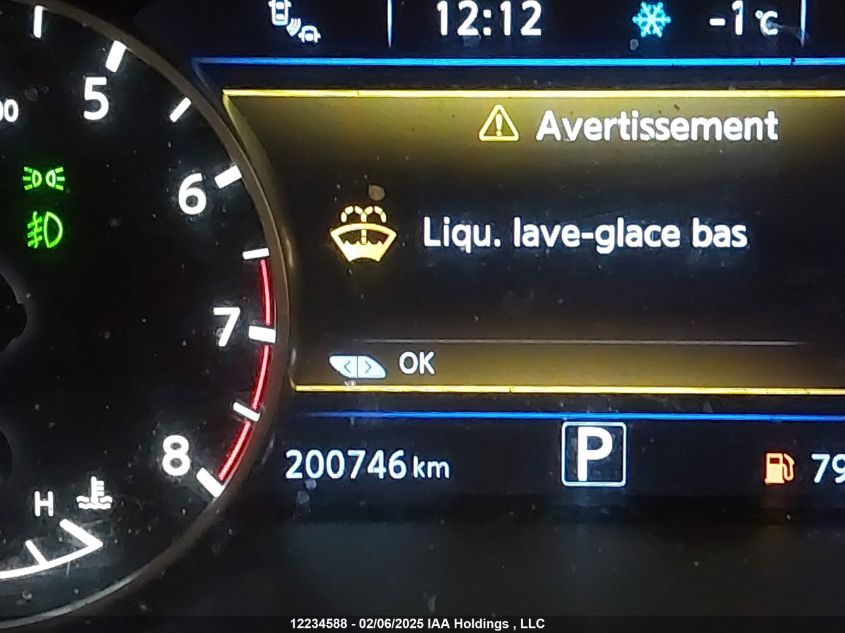 12:12 -1°C
5
6
7
8
H
Avertissement
Liqu. lave-glace bas
OK
200746 km P 79
12234588 - 02/06/2025 IAA Holdings , LLC